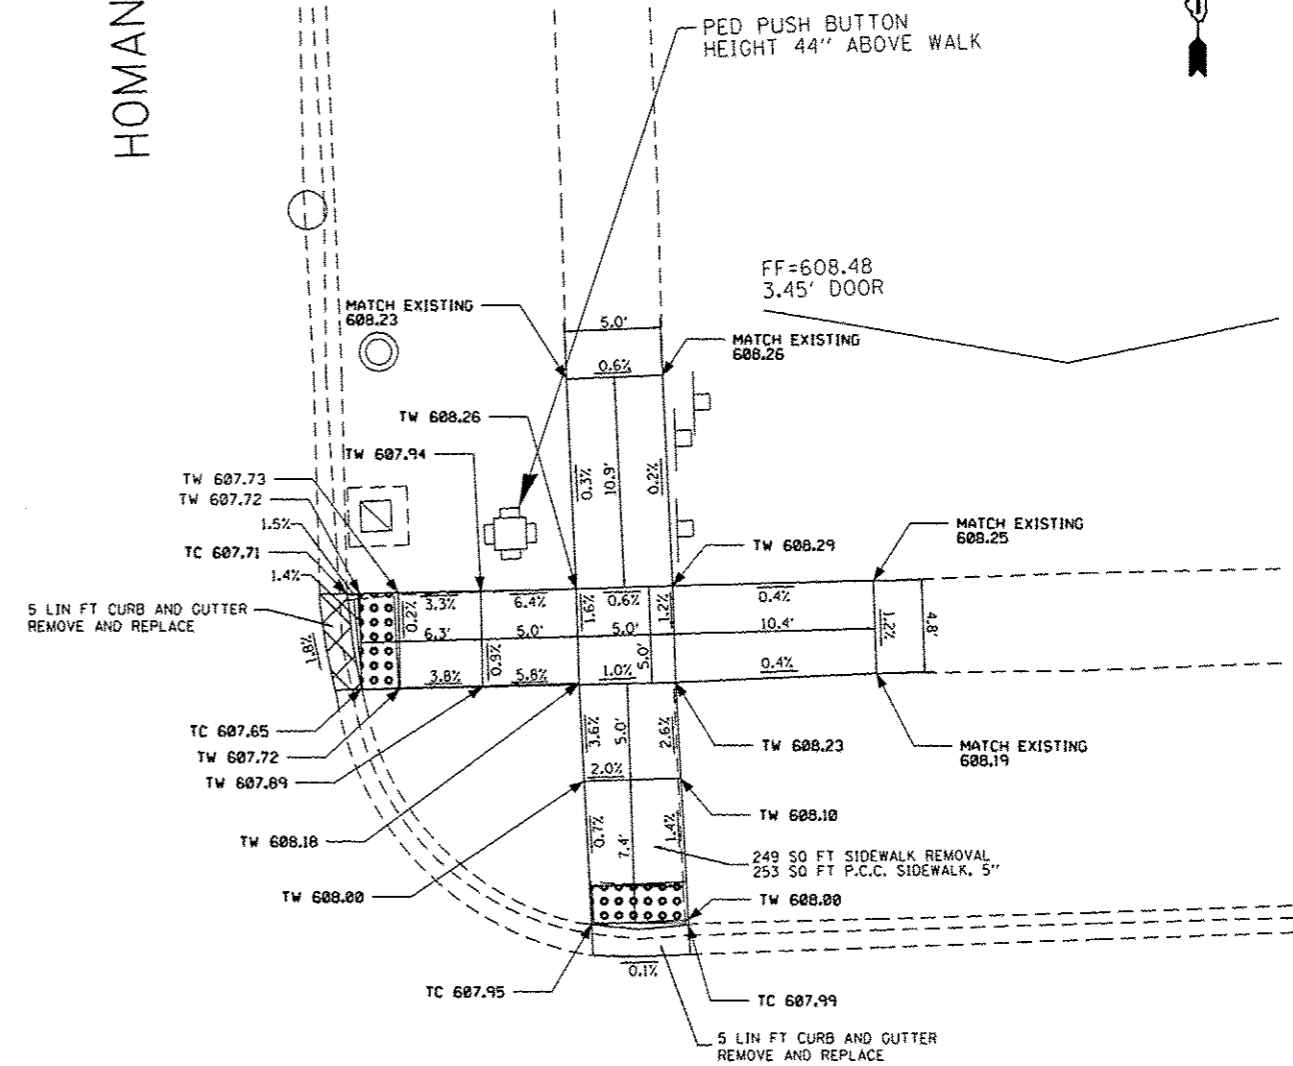 HOMAN
PED PUSH BUTTON
HEIGHT 44" ABOVE WALK
FF=608.48
3.45' DOOR
MATCH EXISTING
608.23
5.0'
MATCH EXISTING
608.26
0.6%
TW 608.26
TW 607.94
0.3%
10.9'
0.2%
TW 607.73
TW 607.72
1.5%
TC 607.71
1.4%
MATCH EXISTING
608.25
TW 608.29
5 LIN FT CURB AND GUTTER
REMOVE AND REPLACE
1.8%
0.2%
3.3%
6.4%
1.6%
0.6%
1.2%
0.4%
6.3'
5.0'
5.0'
10.4'
1.2%
4.8'
3.8%
0.9%
5.8%
1.0%
5.0'
0.4%
TC 607.65
TW 607.72
TW 607.89
3.6%
5.0'
2.6%
TW 608.23
MATCH EXISTING
608.19
2.0%
TW 608.18
TW 608.10
0.7%
7.4'
1.4%
249 SQ FT SIDEWALK REMOVAL
253 SQ FT P.C.C. SIDEWALK, 5"
TW 608.00
TW 608.00
0.1%
TC 607.95
TC 607.99
5 LIN FT CURB AND GUTTER
REMOVE AND REPLACE